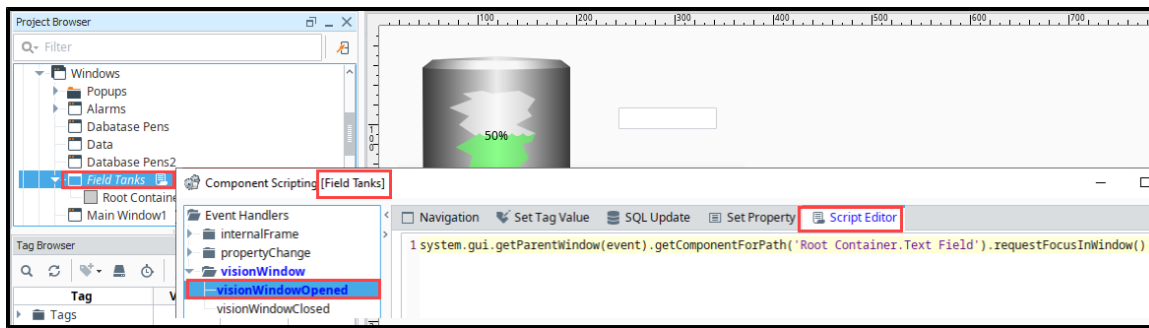 Project Browser
Filter
Windows
Popups
Alarms
Dabatase Pens
Data
Database Pens2
Field Tanks
Root Containe
Main Window1
Tag Browser
Tag
V
Tags
100 200 300 400 500 600 700
50%
Component Scripting [Field Tanks]
Event Handlers
internalFrame
propertyChange
visionWindow
visionWindowOpened
visionWindowClosed
Navigation Set Tag Value SQL Update Set Property Script Editor
1 system.gui.getParentWindow(event).getComponentForPath('Root Container.Text Field').requestFocusInWindow()